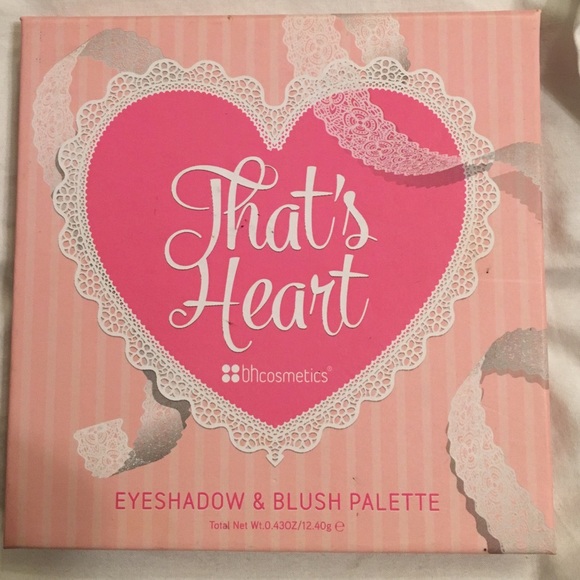 That's
Heart
bhcosmetics®
EYESHADOW & BLUSH PALETTE
Total Net Wt.0.43OZ/12.40g ℮